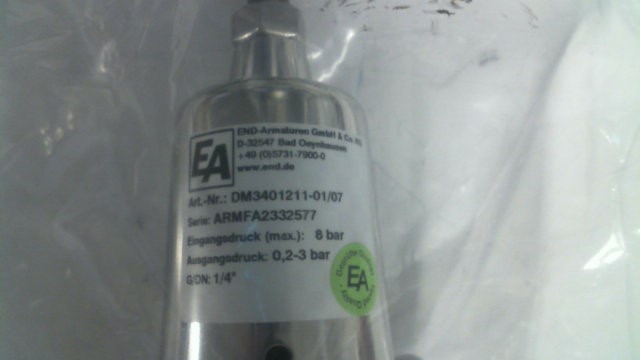 EA
END-Armaturen GmbH & Co. KG
D-32547 Bad Oeynhausen
+49 (0)5731-7900-0
www.end.de
Art.-Nr.: DM3401211-01/07
Serie: ARMFA2332577
Eingangsdruck (max.): 8 bar
Ausgangsdruck: 0,2-3 bar
G/DN: 1/4"
EA